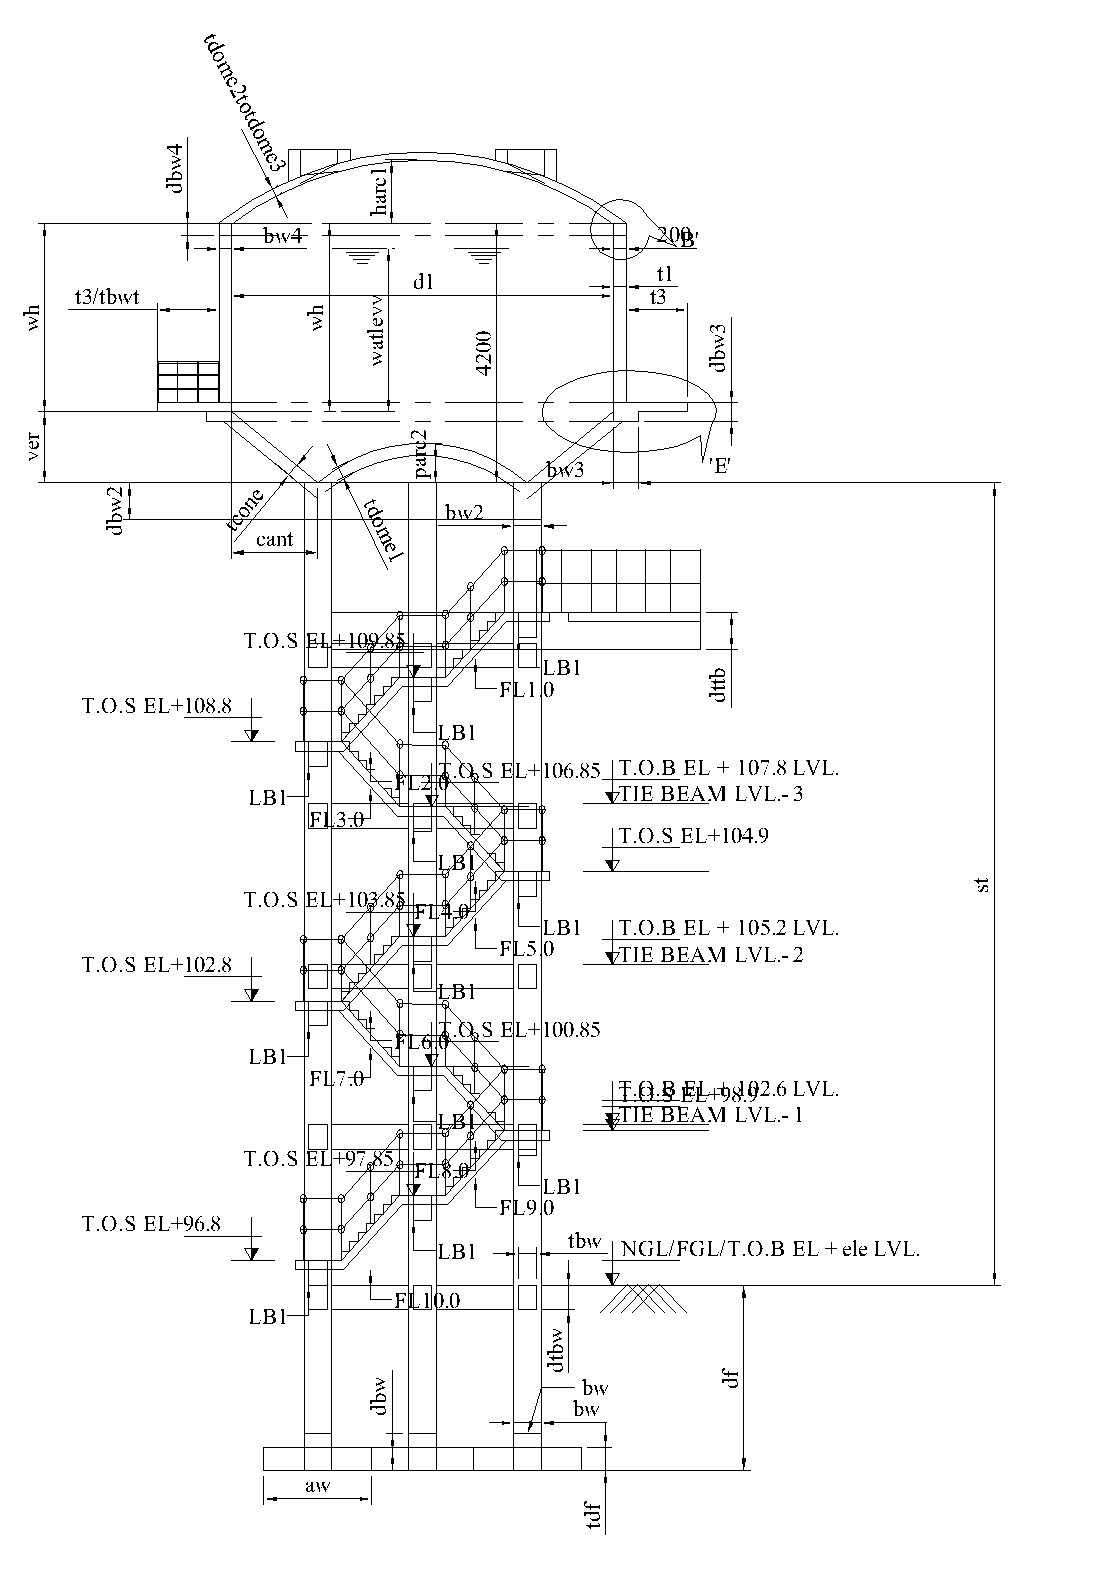 tdome2totdome3
dbw4
harc1
bw4
200
'B'
d1
t1
t3/tbwt
t3
wh
wh
watlevv
4200
dbw3
ver
parc2
bw3
'E'
dbw2
tcone
tdome1
bw2
cant
T.O.S EL+109.85
LB1
FL1.0
dttb
T.O.S EL+108.8
LB1
T.O.S EL+106.85
T.O.B EL + 107.8 LVL.
FL2.0
TIE BEAM LVL.- 3
LB1
FL3.0
T.O.S EL+104.9
LB1
st
T.O.S EL+103.85
FL4.0
LB1
T.O.B EL + 105.2 LVL.
FL5.0
TIE BEAM LVL.- 2
T.O.S EL+102.8
LB1
T.O.S EL+100.85
FL6.0
LB1
FL7.0
T.O.B EL + 102.6 LVL.
T.O.S EL+98.9
TIE BEAM LVL.- 1
LB1
T.O.S EL+97.85
FL8.0
LB1
FL9.0
T.O.S EL+96.8
tbw
NGL/FGL/T.O.B EL + ele LVL.
LB1
FL10.0
LB1
dtbw
df
dbw
bw
bw
aw
tdf